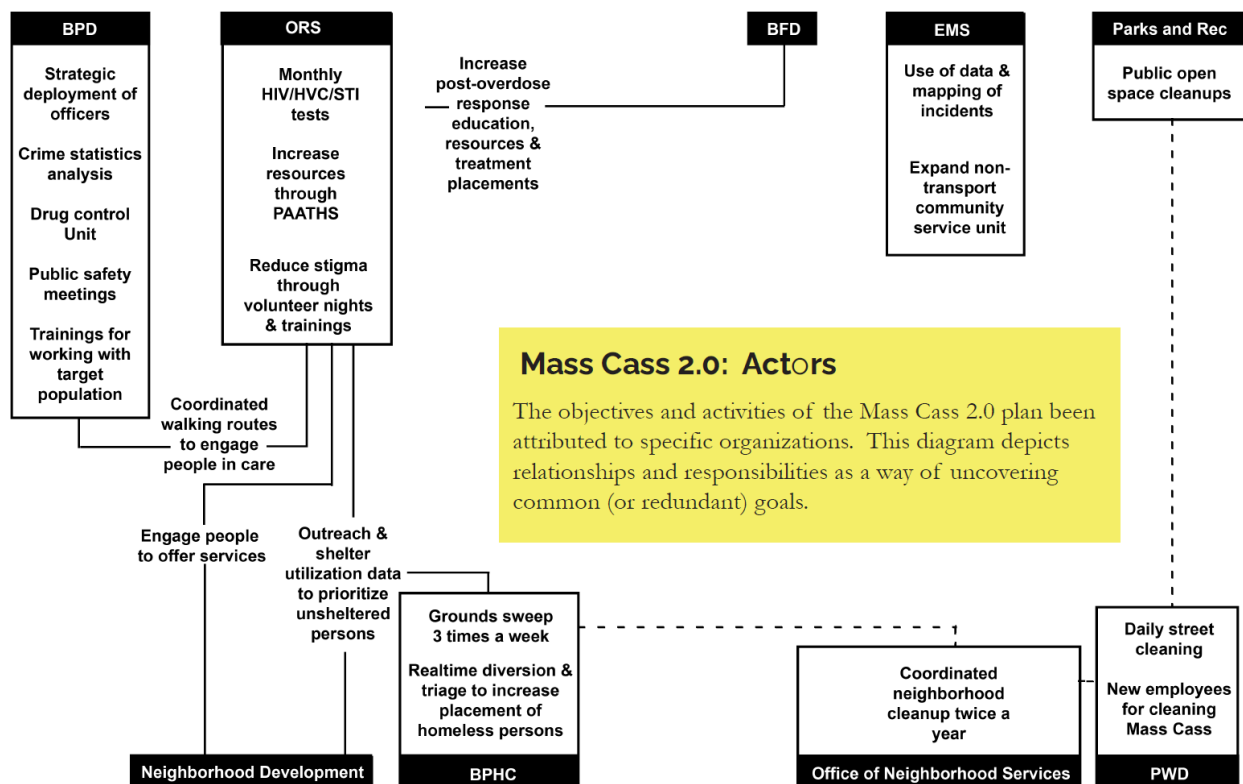 BPD
Strategic
deployment of
officers
Crime statistics
analysis
Drug control
Unit
Public safety
meetings
Trainings for
working with
target
population
ORS
Monthly
HIV/HVC/STI
tests
Increase
resources
through
PAATHS
Reduce stigma
through
volunteer nights
& trainings
Increase
post-overdose
response
education,
resources &
treatment
placements
BFD
EMS
Use of data &
mapping of
incidents
Expand non-
transport
community
service unit
Parks and Rec
Public open
space cleanups
Mass Cass 2.0: Actors
The objectives and activities of the Mass Cass 2.0 plan been
attributed to specific organizations. This diagram depicts
relationships and responsibilities as a way of uncovering
common (or redundant) goals.
Coordinated
walking routes
to engage
people in care
Engage people
to offer services
Outreach &
shelter
utilization data
to prioritize
unsheltered
persons
Grounds sweep
3 times a week
Realtime diversion &
triage to increase
placement of
homeless persons
Coordinated
neighborhood
cleanup twice a
year
Daily street
cleaning
New employees
for cleaning
Mass Cass
Neighborhood Development
BPHC
Office of Neighborhood Services
PWD